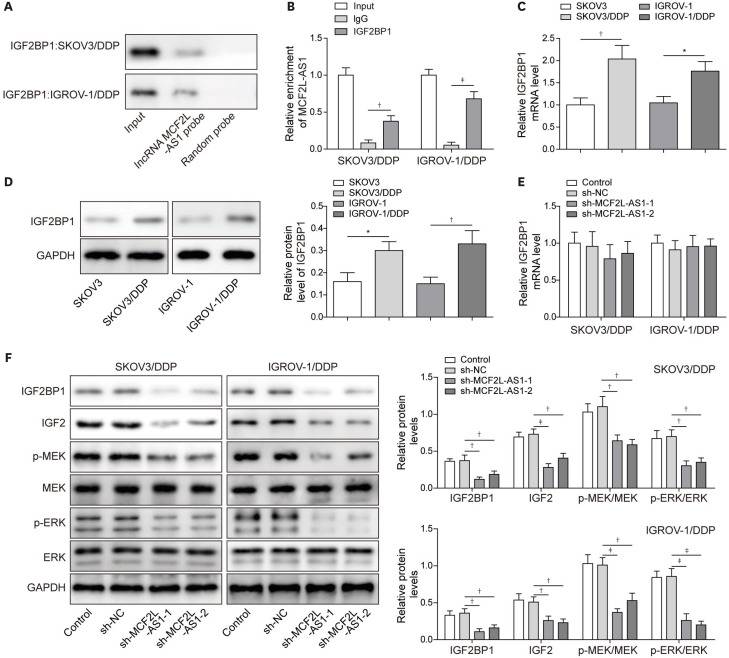 A
IGF2BP1:SKOV3/DDP
IGF2BP1:IGROV-1/DDP
Input
lncRNA MCF2L
-AS1 probe
Random probe
B
Input
IgG
IGF2BP1
Relative enrichment
of MCF2L-AS1
1.5
1.0
0.5
0.0
†
‡
SKOV3/DDP
IGROV-1/DDP
C
SKOV3
SKOV3/DDP
IGROV-1
IGROV-1/DDP
Relative IGF2BP1
mRNA level
2.5
2.0
1.5
1.0
0.5
0.0
†
*
D
IGF2BP1
GAPDH
SKOV3
SKOV3/DDP
IGROV-1
IGROV-1/DDP
SKOV3
SKOV3/DDP
IGROV-1
IGROV-1/DDP
Relative protein
level of IGF2BP1
0.5
0.4
0.3
0.2
0.1
0.0
*
†
E
Control
sh-NC
sh-MCF2L-AS1-1
sh-MCF2L-AS1-2
Relative IGF2BP1
mRNA level
1.5
1.0
0.5
0.0
SKOV3/DDP
IGROV-1/DDP
F
SKOV3/DDP
IGROV-1/DDP
IGF2BP1
IGF2
p-MEK
MEK
p-ERK
ERK
GAPDH
Control
sh-NC
sh-MCF2L
-AS1-1
sh-MCF2L
-AS1-2
Control
sh-NC
sh-MCF2L
-AS1-1
sh-MCF2L
-AS1-2
Control
sh-NC
sh-MCF2L-AS1-1
sh-MCF2L-AS1-2
SKOV3/DDP
Relative protein
levels
1.5
1.0
0.5
0.0
†
†
†
‡
†
†
†
†
IGF2BP1
IGF2
p-MEK/MEK
p-ERK/ERK
IGROV-1/DDP
Relative protein
levels
1.5
1.0
0.5
0.0
†
†
†
†
†
‡
‡
‡
IGF2BP1
IGF2
p-MEK/MEK
p-ERK/ERK